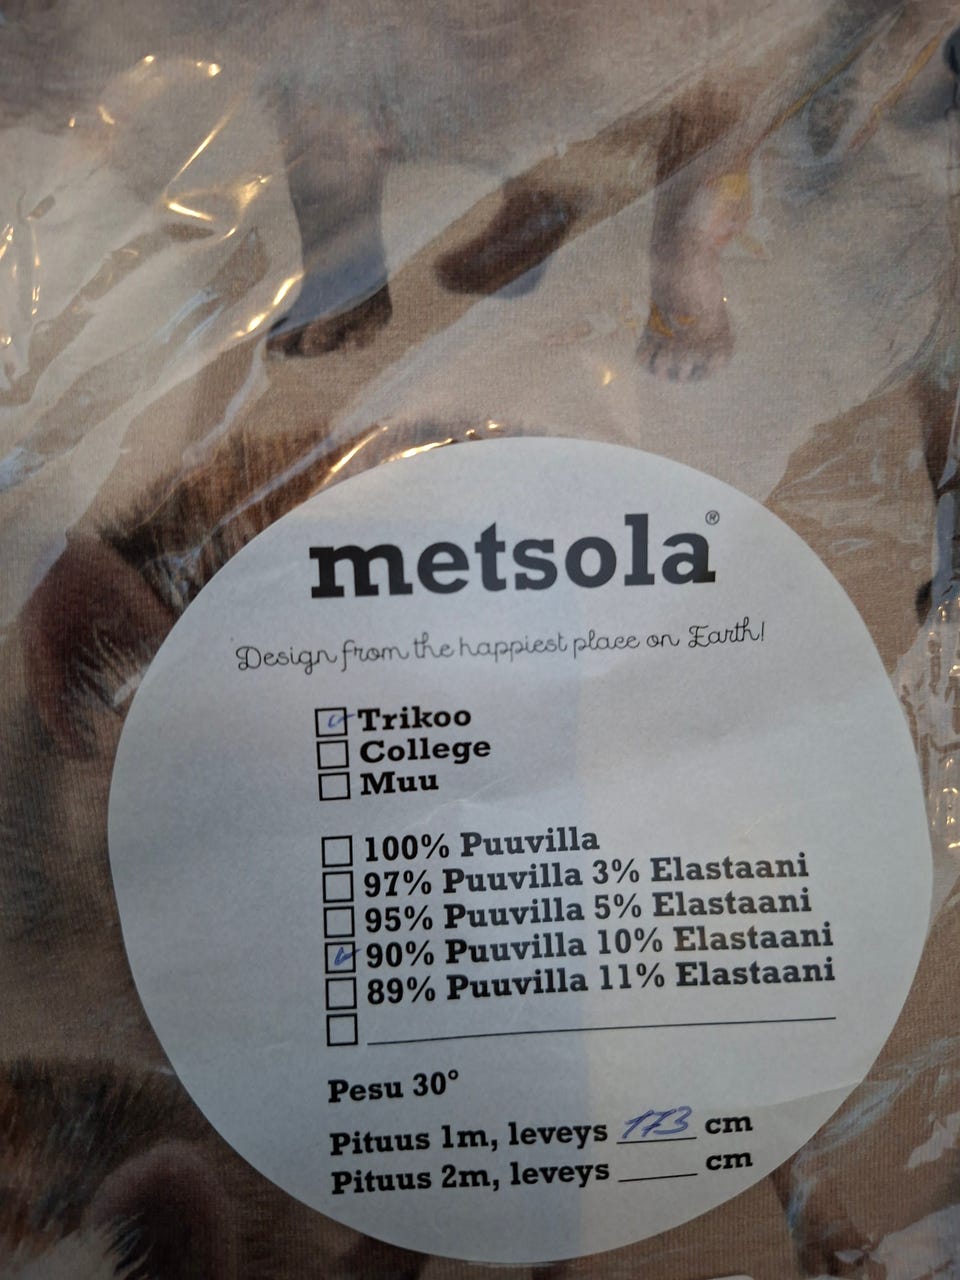 metsola®
Design from the happiest place on Earth!
Trikoo
College
Muu
100% Puuvilla
97% Puuvilla 3% Elastaani
95% Puuvilla 5% Elastaani
90% Puuvilla 10% Elastaani
89% Puuvilla 11% Elastaani
Pesu 30°
Pituus 1m, leveys 173 cm
Pituus 2m, leveys ____ cm